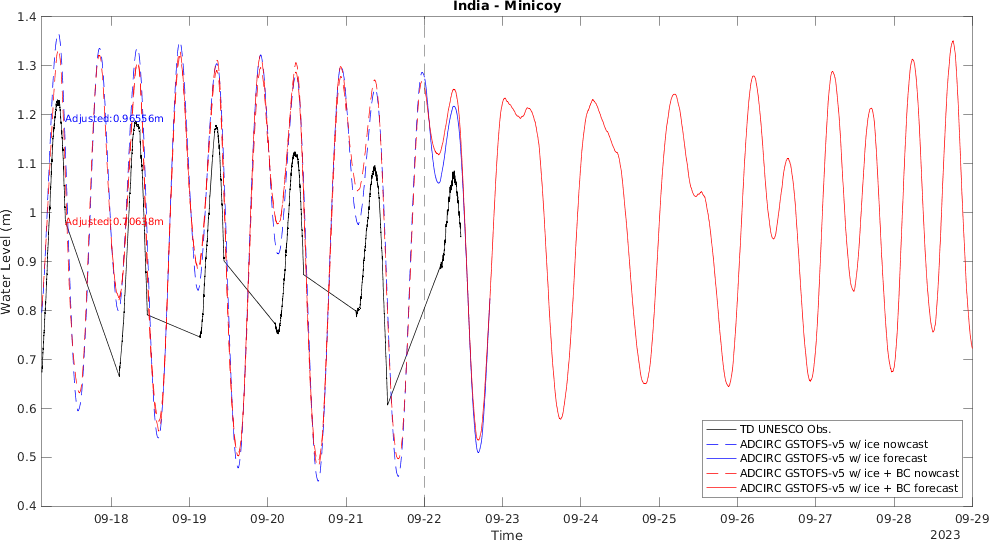 India - Minicoy
Water Level (m)
1.4
1.3
1.2
1.1
1
0.9
0.8
0.7
0.6
0.5
0.4
Adjusted:0.96556m
Adjusted:0.70638m
TD UNESCO Obs.
ADCIRC GSTOFS-v5 w/ ice nowcast
ADCIRC GSTOFS-v5 w/ ice forecast
ADCIRC GSTOFS-v5 w/ ice + BC nowcast
ADCIRC GSTOFS-v5 w/ ice + BC forecast
09-18 09-19 09-20 09-21 09-22 09-23 09-24 09-25 09-26 09-27 09-28 09-29
Time
2023